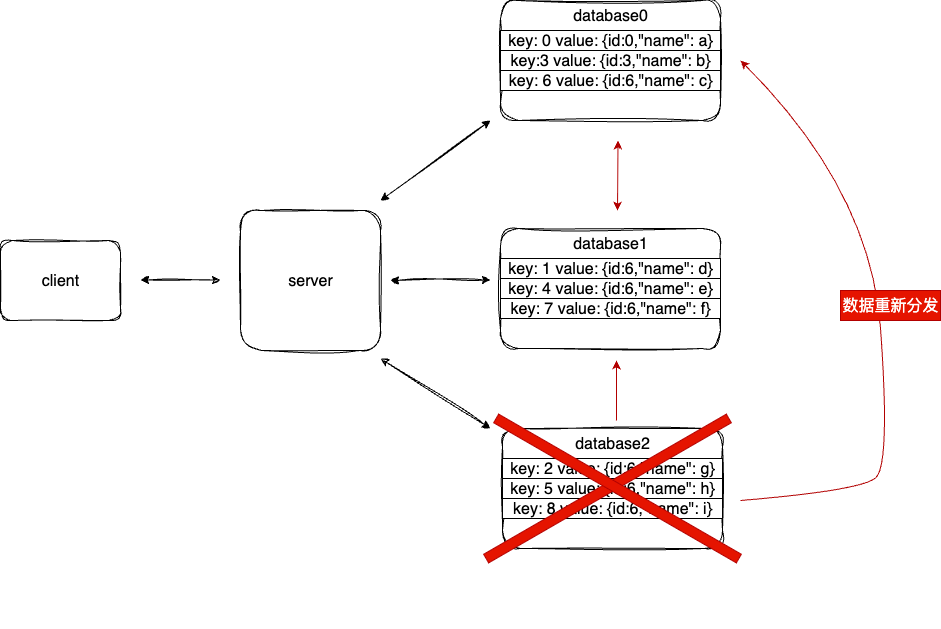 database0
key: 0 value: {id:0,"name": a}
key:3 value: {id:3,"name": b}
key: 6 value: {id:6,"name": c}
database1
key: 1 value: {id:6,"name": d}
key: 4 value: {id:6,"name": e}
key: 7 value: {id:6,"name": f}
client
server
数据重新分发
database2
key: 2 value: {id:6,"name": g}
key: 5 value: {id:6,"name": h}
key: 8 value: {id:6,"name": i}